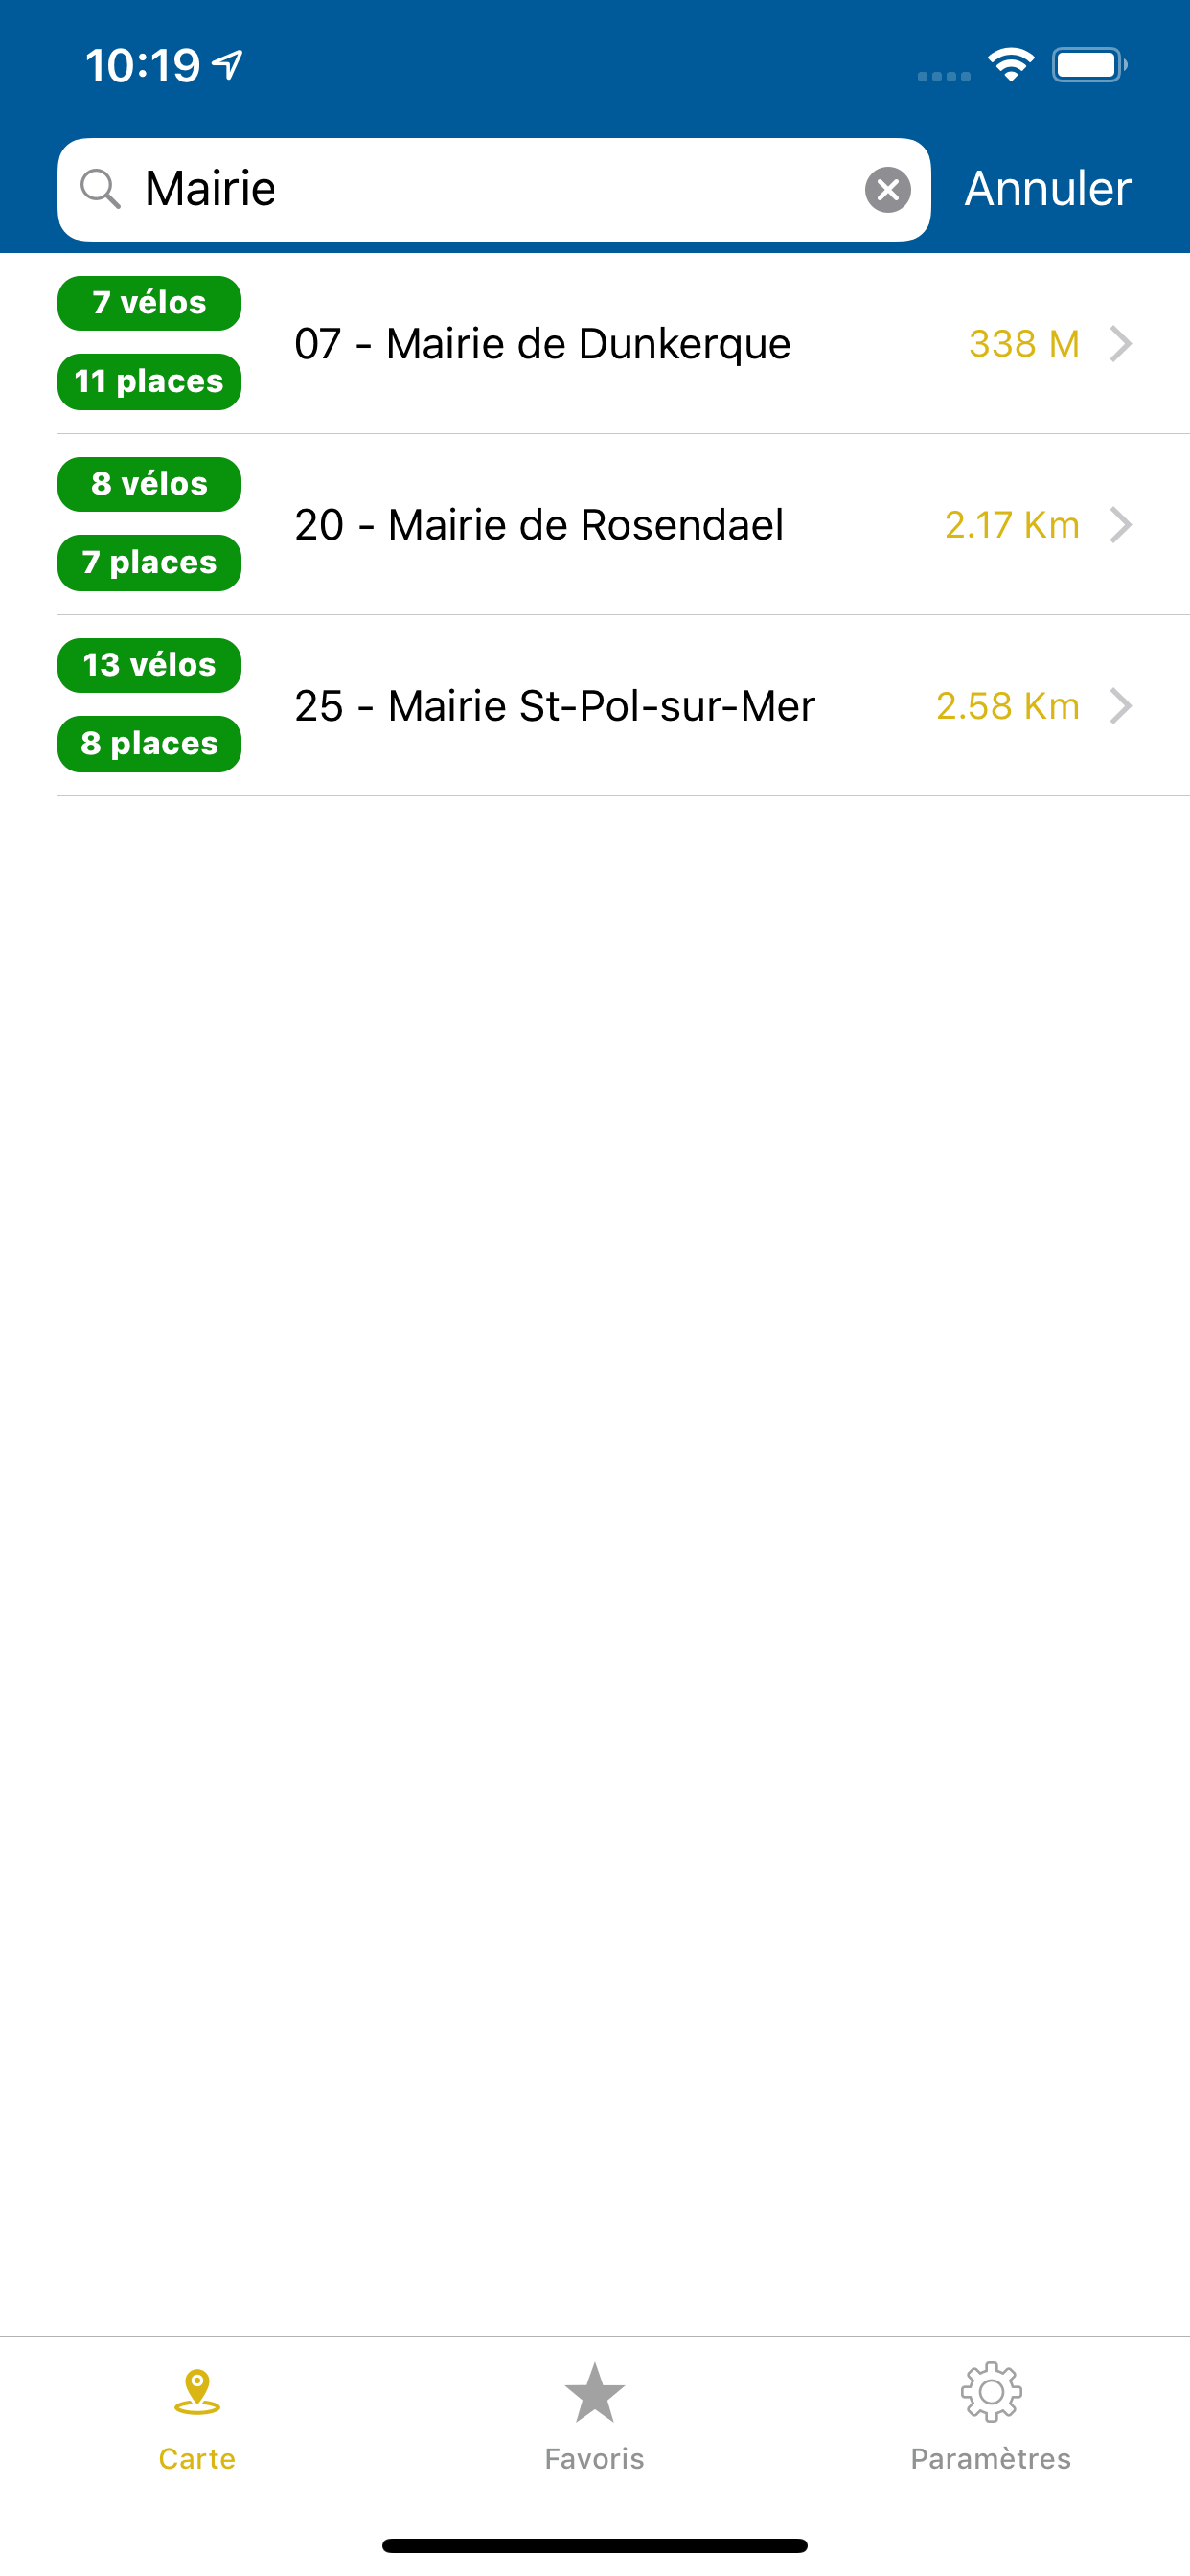 10:19
Mairie
Annuler
7 vélos
11 places
07 - Mairie de Dunkerque
338 M
8 vélos
7 places
20 - Mairie de Rosendael
2.17 Km
13 vélos
8 places
25 - Mairie St-Pol-sur-Mer
2.58 Km
Carte
Favoris
Paramètres